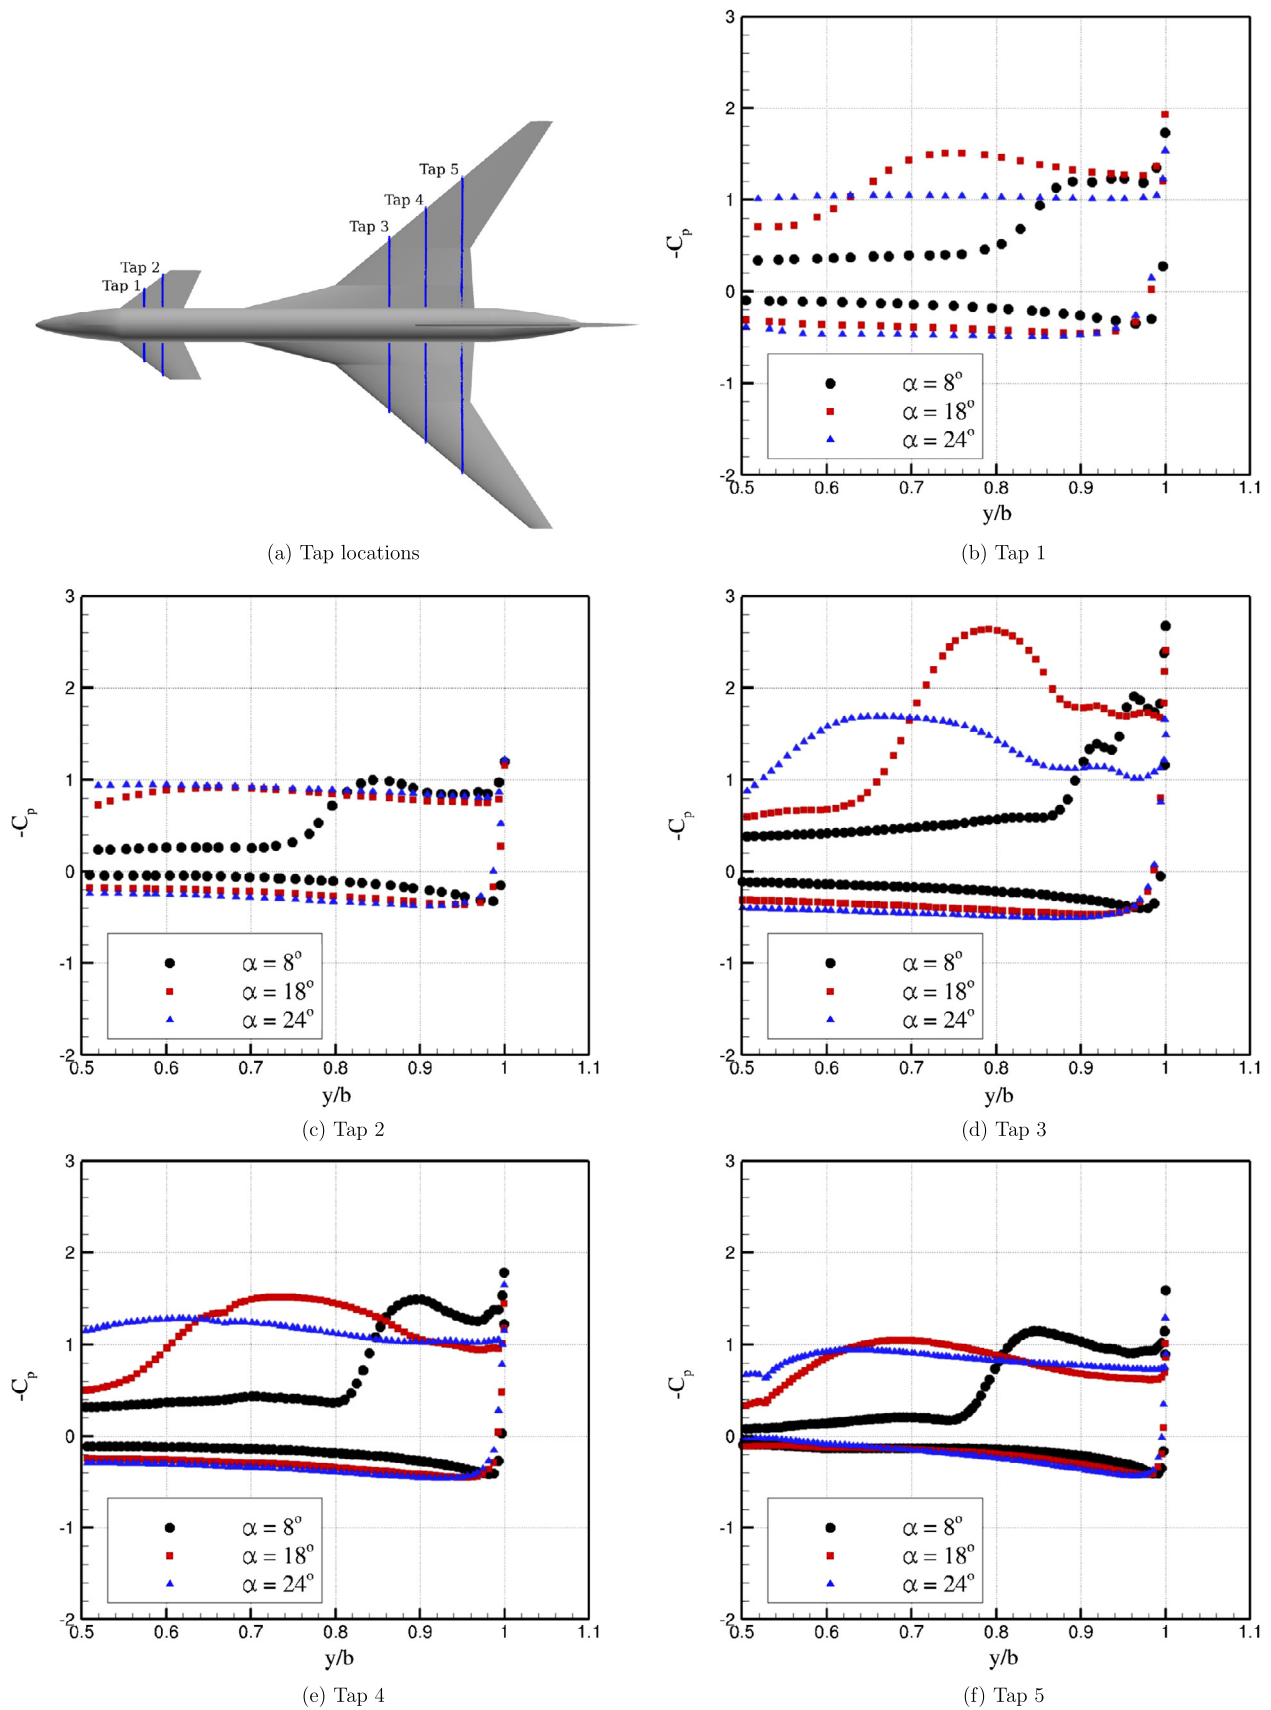 Tap 5
Tap 4
Tap 3
Tap 2
Tap 1
(a) Tap locations
3
2
1
0
-1
-2
-Cp
α = 8°
α = 18°
α = 24°
0.5 0.6 0.7 0.8 0.9 1 1.1
y/b
(b) Tap 1
3
2
1
0
-1
-2
-Cp
α = 8°
α = 18°
α = 24°
0.5 0.6 0.7 0.8 0.9 1 1.1
y/b
(c) Tap 2
3
2
1
0
-1
-2
-Cp
α = 8°
α = 18°
α = 24°
0.5 0.6 0.7 0.8 0.9 1 1.1
y/b
(d) Tap 3
3
2
1
0
-1
-2
-Cp
α = 8°
α = 18°
α = 24°
0.5 0.6 0.7 0.8 0.9 1 1.1
y/b
(e) Tap 4
3
2
1
0
-1
-2
-Cp
α = 8°
α = 18°
α = 24°
0.5 0.6 0.7 0.8 0.9 1 1.1
y/b
(f) Tap 5